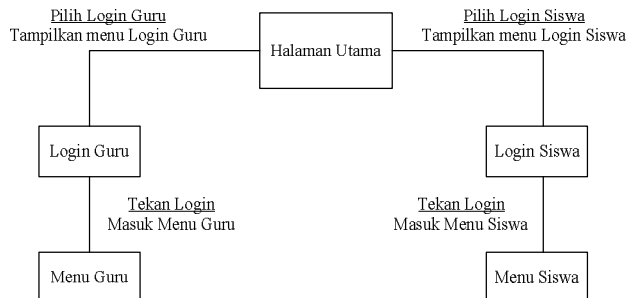 Pilih Login Guru
Tampilkan menu Login Guru
Halaman Utama
Pilih Login Siswa
Tampilkan menu Login Siswa
Login Guru
Login Siswa
Tekan Login
Masuk Menu Guru
Tekan Login
Masuk Menu Siswa
Menu Guru
Menu Siswa